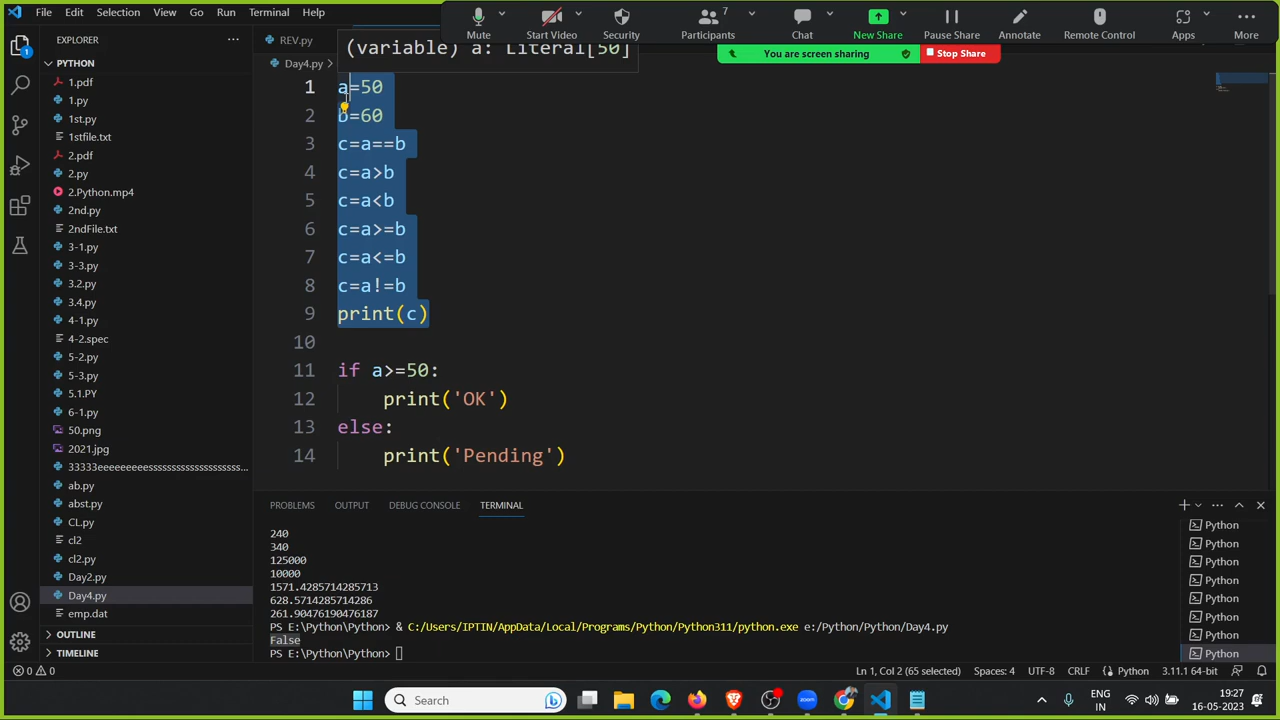 File Edit Selection View Go Run Terminal Help
Mute
Start Video
Security
7
Participants
Chat
New Share
Pause Share
Annotate
Remote Control
Apps
More
You are screen sharing
Stop Share
EXPLORER
REV.py
(variable) a: Literal[50]
PYTHON
Day4.py
1.pdf
1.py
1st.py
1stfile.txt
2.pdf
2.py
2.Python.mp4
2nd.py
2ndFile.txt
3-1.py
3-3.py
3.2.py
3.4.py
4-1.py
4-2.spec
5-2.py
5-3.py
5.1.PY
6-1.py
50.png
2021.jpg
33333eeeeeeeeessssssssssssssssssss...
ab.py
abst.py
CL.py
cl2
cl2.py
Day2.py
Day4.py
emp.dat
OUTLINE
TIMELINE
1 a=50
2 b=60
3 c=a==b
4 c=a>b
5 c=a<b
6 c=a>=b
7 c=a<=b
8 c=a!=b
9 print(c)
10
11 if a>=50:
12 print('OK')
13 else:
14 print('Pending')
PROBLEMS OUTPUT DEBUG CONSOLE TERMINAL
240
340
125000
10000
1571.4285714285713
628.5714285714286
261.90476190476187
PS E:\Python\Python> & C:/Users/IPTIN/AppData/Local/Programs/Python/Python311/python.exe e:/Python/Python/Day4.py
False
PS E:\Python\Python>
Python
Python
Python
Python
Python
Python
Python
Python
1
0 0
Ln 1, Col 2 (65 selected) Spaces: 4 UTF-8 CRLF Python 3.11.1 64-bit
Search
ENG
IN
19:27
16-05-2023